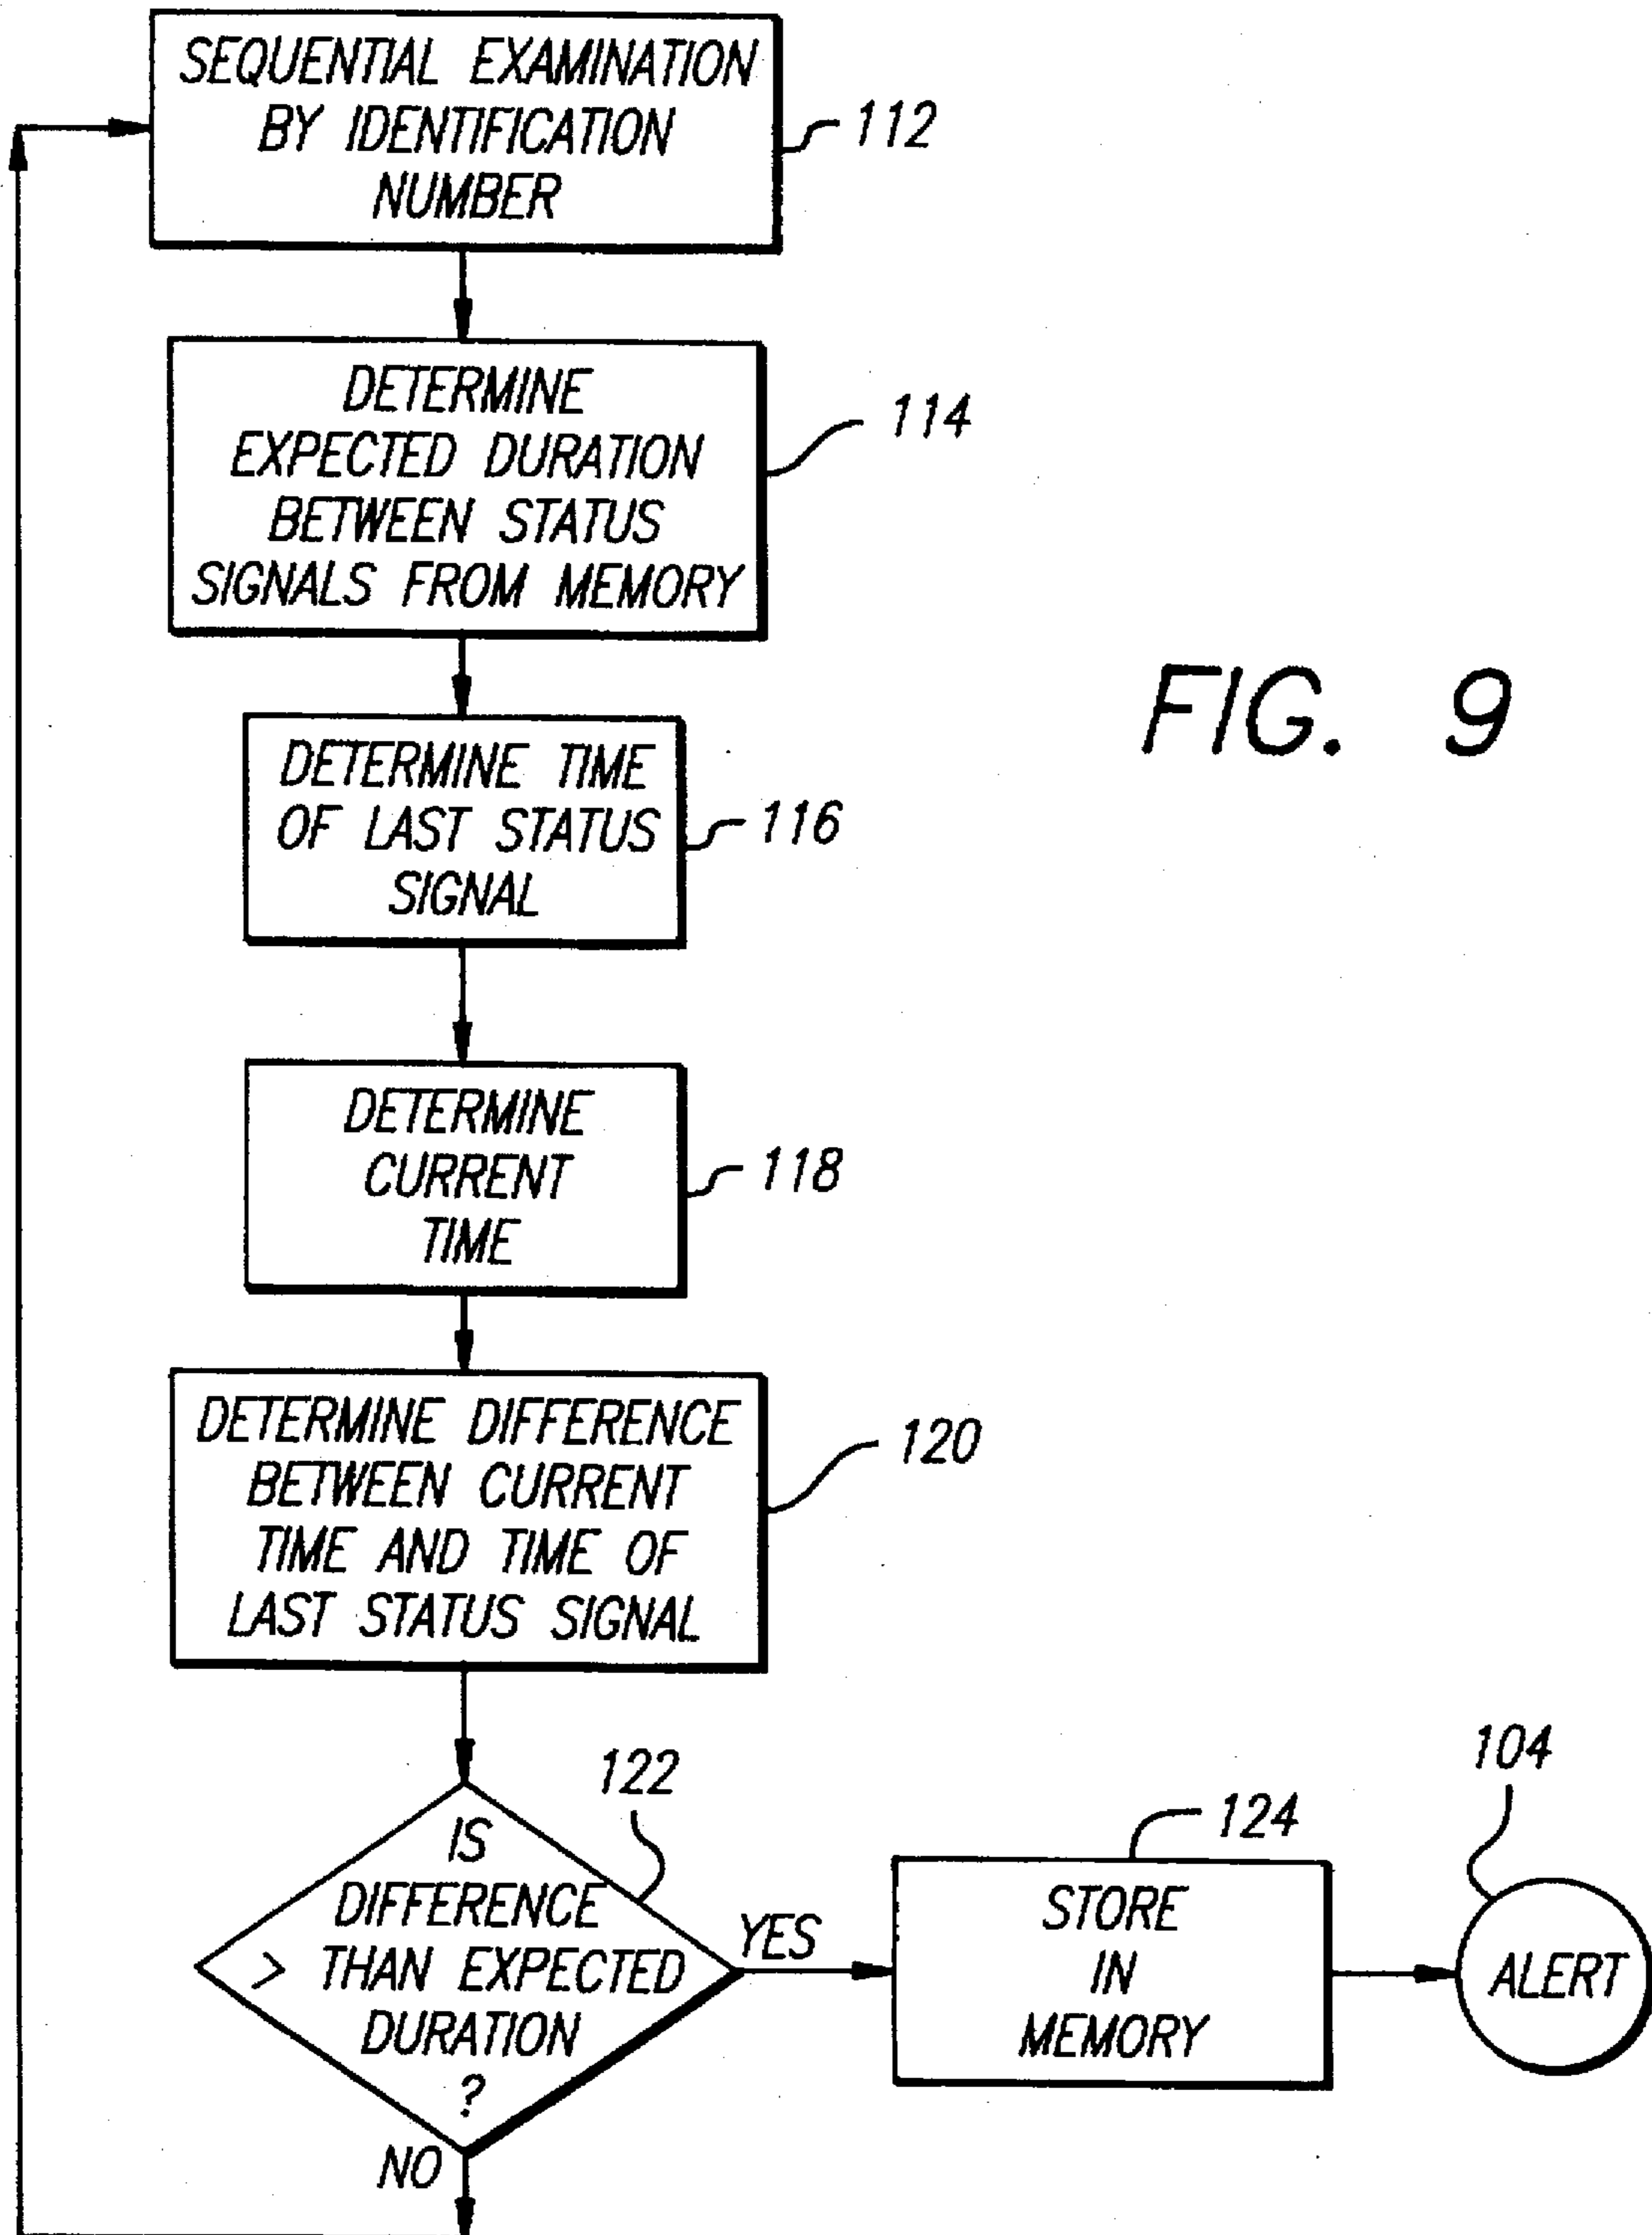 SEQUENTIAL EXAMINATION
BY IDENTIFICATION
NUMBER
112
DETERMINE
EXPECTED DURATION
BETWEEN STATUS
SIGNALS FROM MEMORY
114
FIG. 9
DETERMINE TIME
OF LAST STATUS
SIGNAL
116
DETERMINE
CURRENT
TIME
118
DETERMINE DIFFERENCE
BETWEEN CURRENT
TIME AND TIME OF
LAST STATUS SIGNAL
120
IS
DIFFERENCE
> THAN EXPECTED
DURATION
?
122
YES
NO
STORE
IN
MEMORY
124
ALERT
104